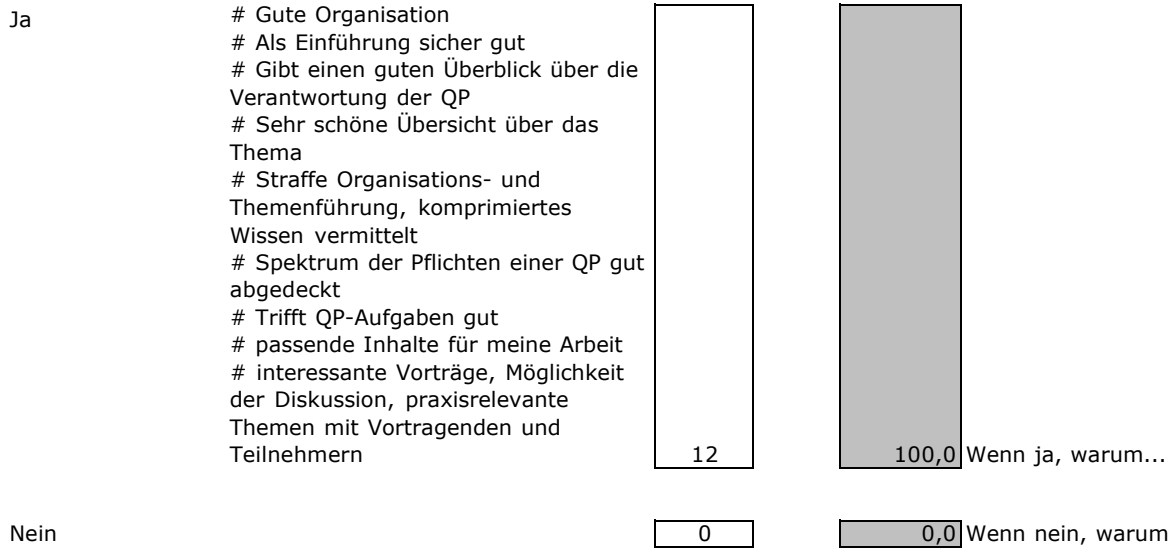 Ja
# Gute Organisation
# Als Einführung sicher gut
# Gibt einen guten Überblick über die
Verantwortung der QP
# Sehr schöne Übersicht über das
Thema
# Straffe Organisations- und
Themenführung, komprimiertes
Wissen vermittelt
# Spektrum der Pflichten einer QP gut
abgedeckt
# Trifft QP-Aufgaben gut
# passende Inhalte für meine Arbeit
# interessante Vorträge, Möglichkeit
der Diskussion, praxisrelevante
Themen mit Vortragenden und
Teilnehmern 12 100,0 Wenn ja, warum...
Nein 0 0,0 Wenn nein, warum